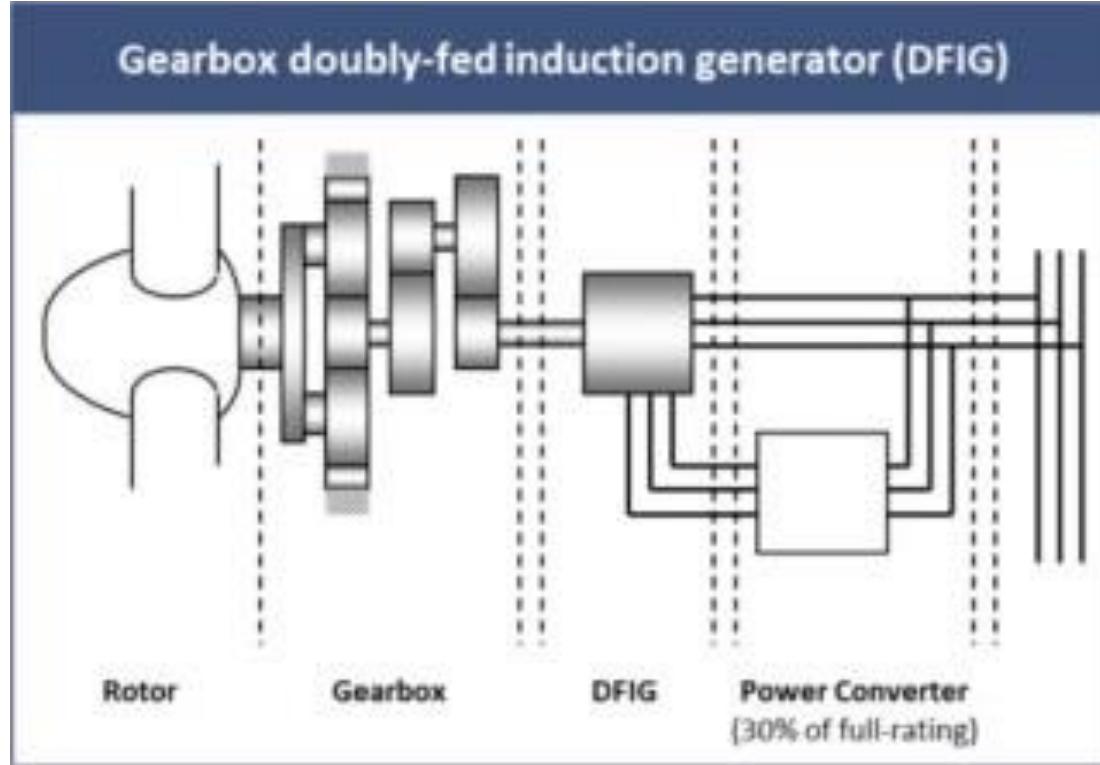 Gearbox doubly-fed induction generator (DFIG)
Rotor
Gearbox
DFIG
Power Converter
(30% of full-rating)